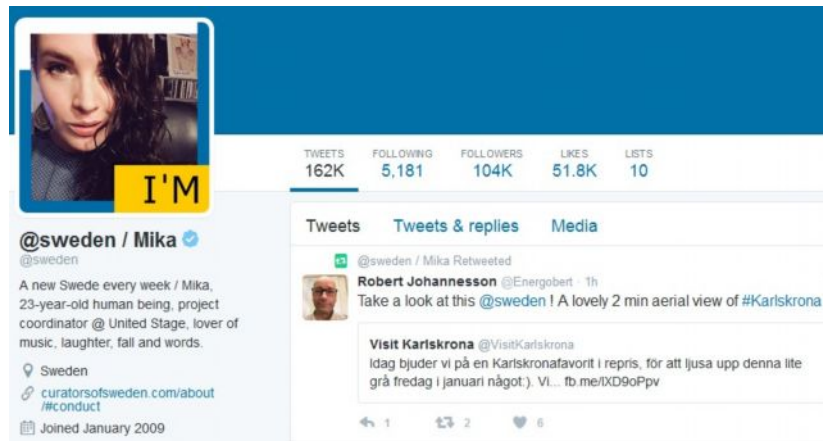 I'M
@sweden / Mika
@sweden
A new Swede every week / Mika,
23-year-old human being, project
coordinator @ United Stage, lover of
music, laughter, fall and words.
Sweden
curatorsofsweden.com/about
/#conduct
Joined January 2009
TWEETS FOLLOWING FOLLOWERS LIKES LISTS
162K 5,181 104K 51.8K 10
Tweets Tweets & replies Media
@sweden / Mika Retweeted
Robert Johannesson @Energobert · 1h
Take a look at this @sweden ! A lovely 2 min aerial view of #Karlskrona
Visit Karlskrona @VisitKarlskrona
Idag bjuder vi på en Karlskronafavorit i repris, för att ljusa upp denna lite
grå fredag i januari något:). Vi... fb.me/lXD9oPpv
1 2 6